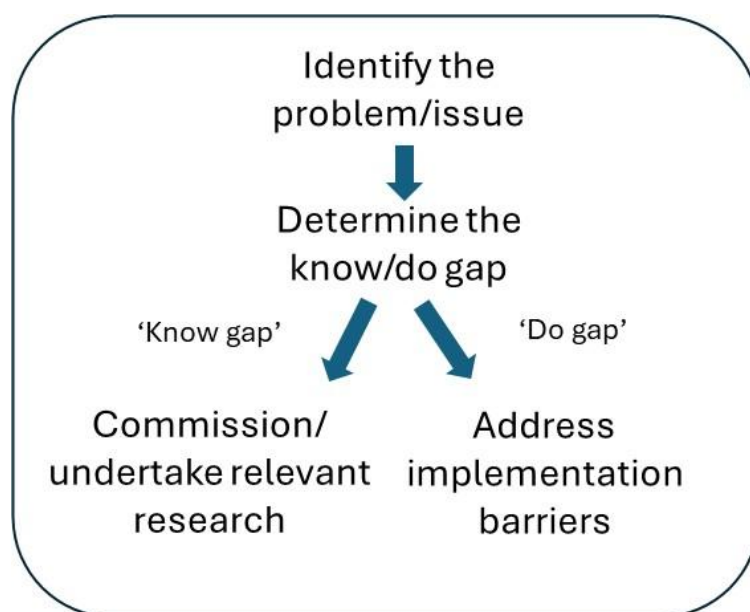 Identify the
problem/issue
Determine the
know/do gap
‘Know gap’
‘Do gap’
Commission/
undertake relevant
research
Address
implementation
barriers